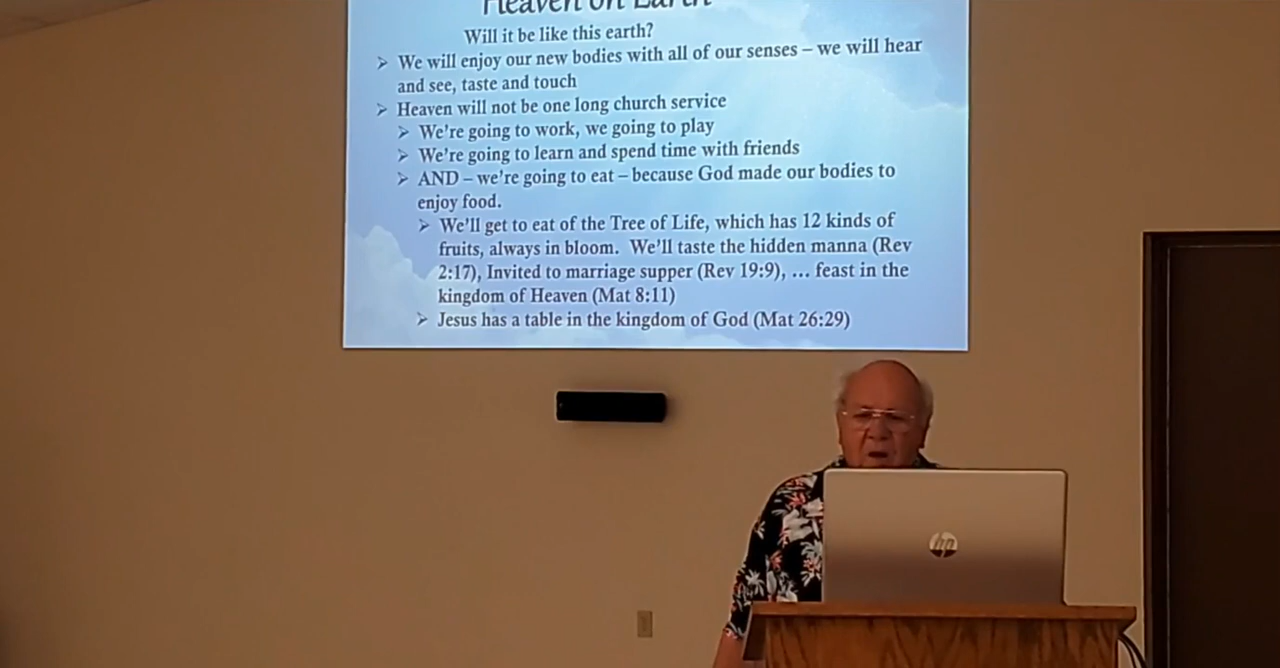 Heaven on Earth
Will it be like this earth?
➢ We will enjoy our new bodies with all of our senses – we will hear
and see, taste and touch
➢ Heaven will not be one long church service
➢ We're going to work, we going to play
➢ We're going to learn and spend time with friends
➢ AND – we're going to eat – because God made our bodies to
enjoy food.
➢ We'll get to eat of the Tree of Life, which has 12 kinds of
fruits, always in bloom. We'll taste the hidden manna (Rev
2:17), Invited to marriage supper (Rev 19:9), … feast in the
kingdom of Heaven (Mat 8:11)
➢ Jesus has a table in the kingdom of God (Mat 26:29)
hp